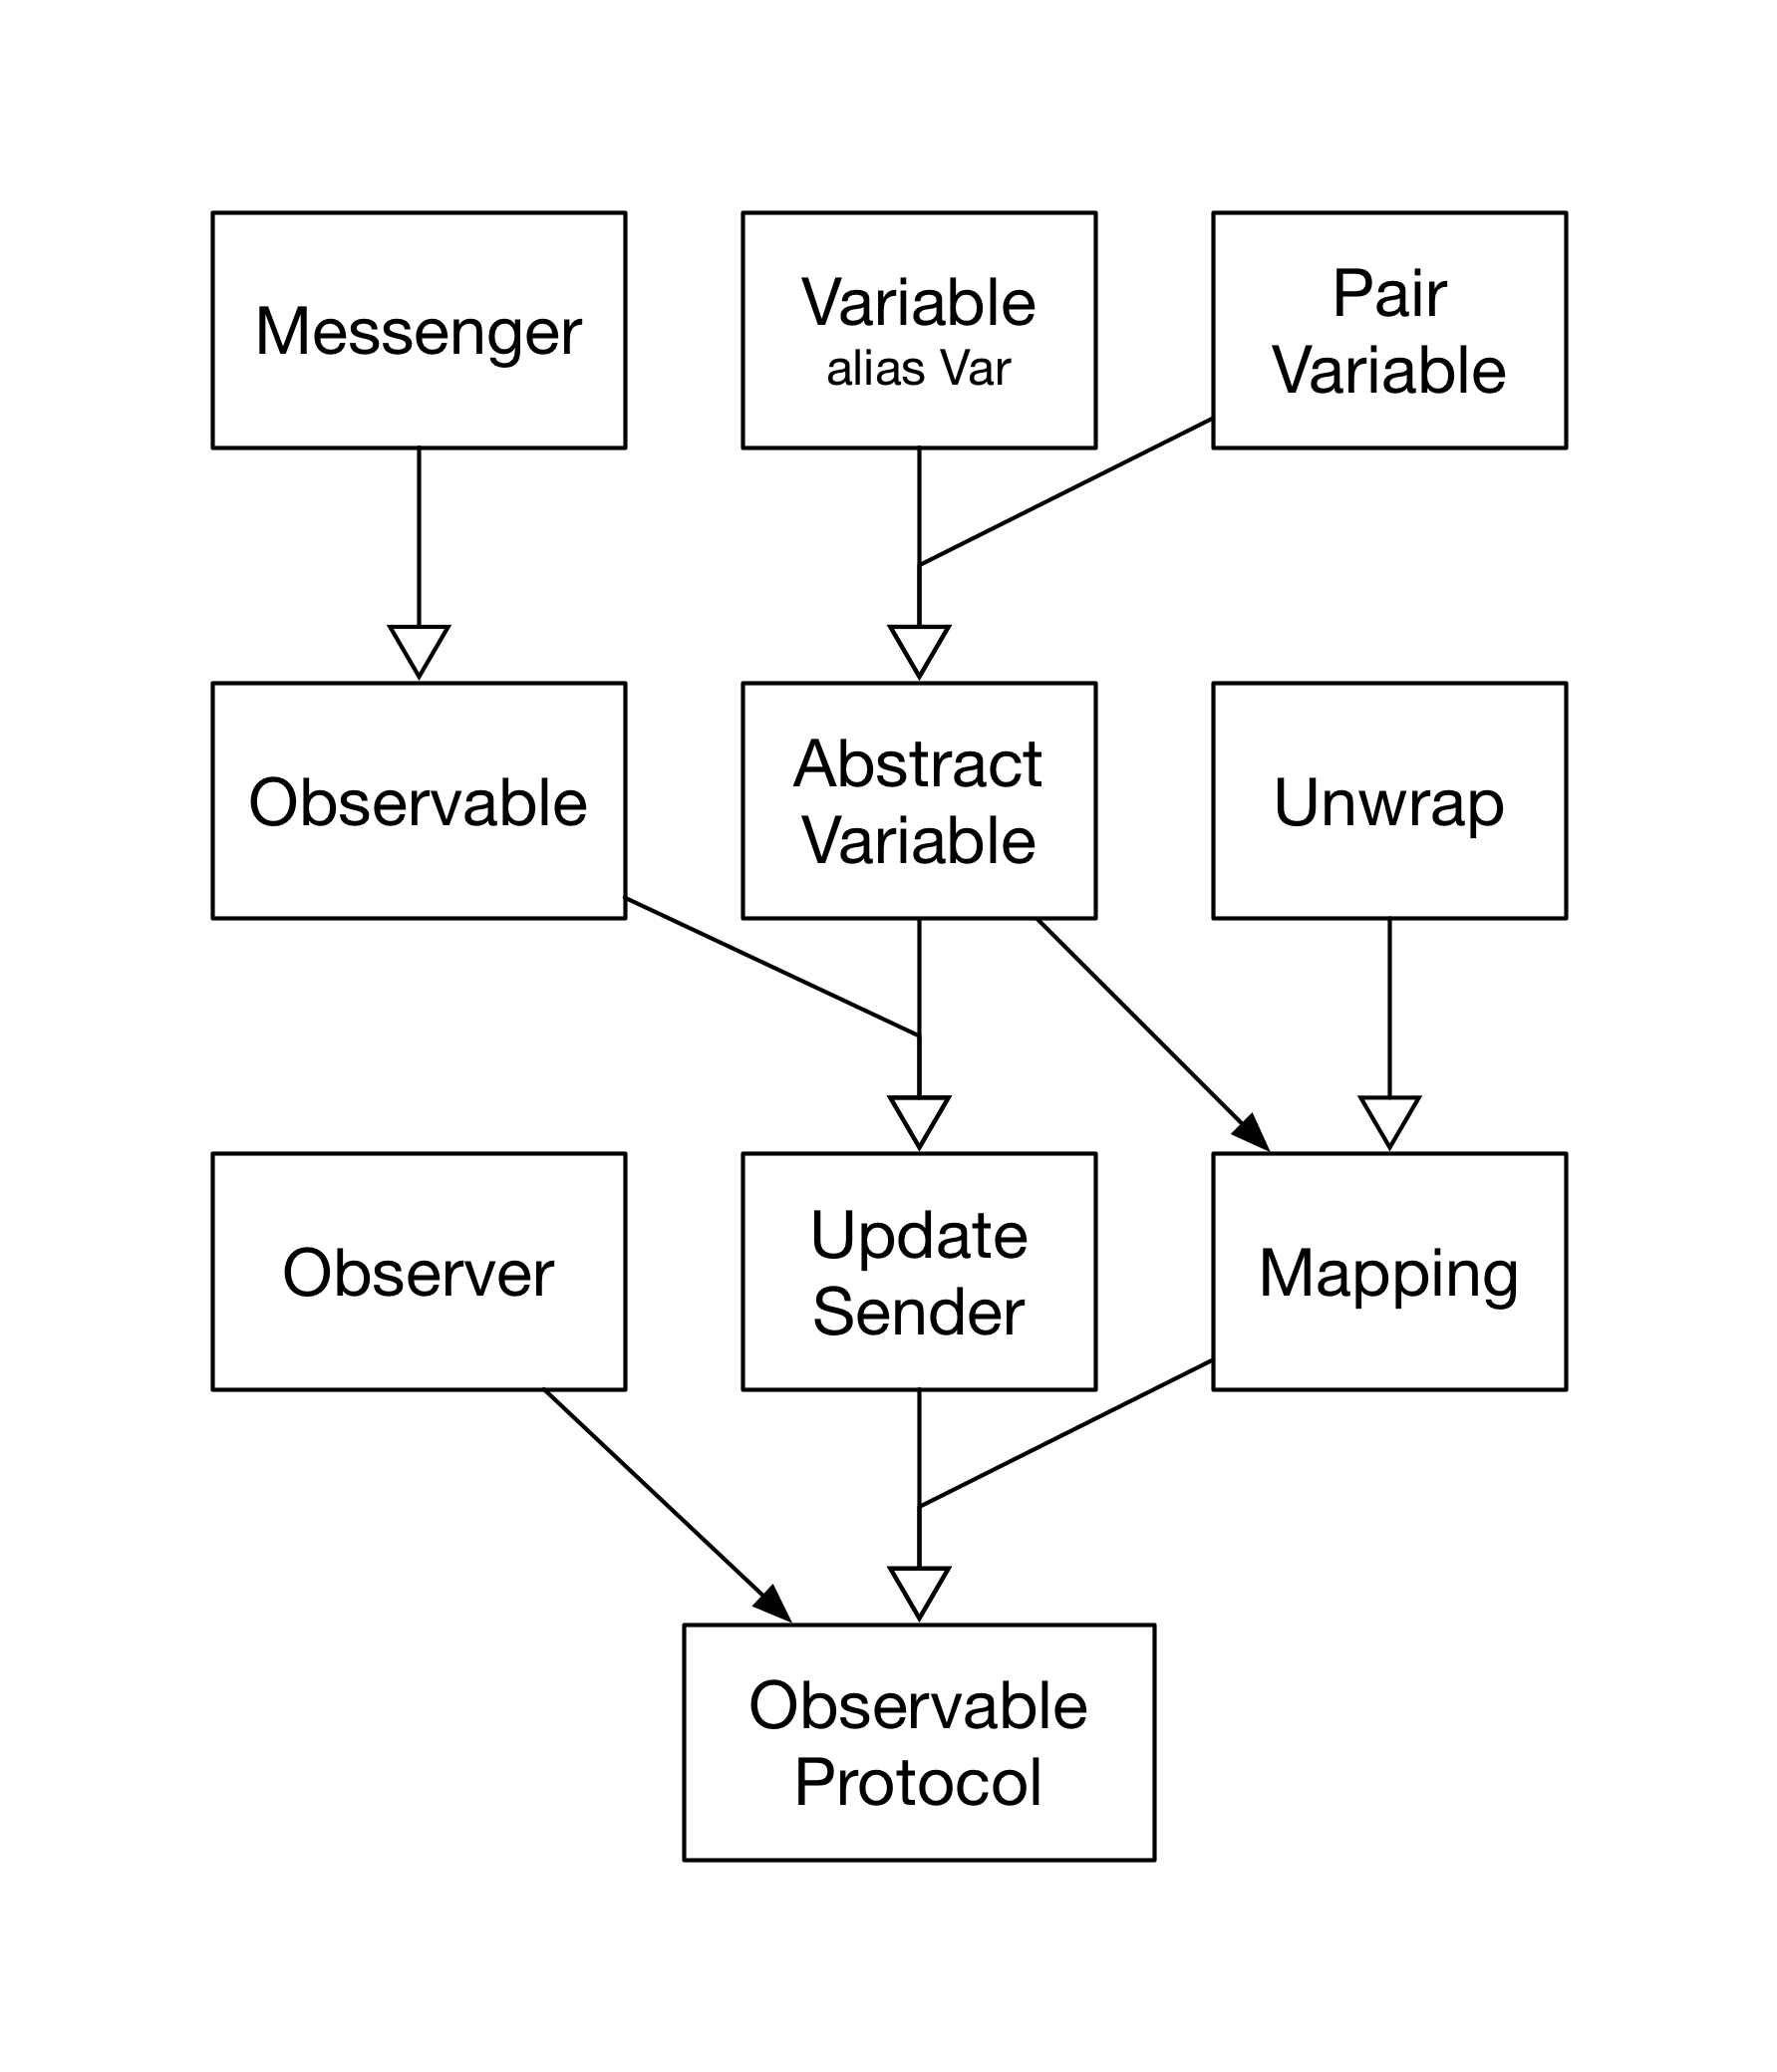 Messenger
Variable
alias Var
Pair
Variable
Observable
Abstract
Variable
Unwrap
Observer
Update
Sender
Mapping
Observable
Protocol